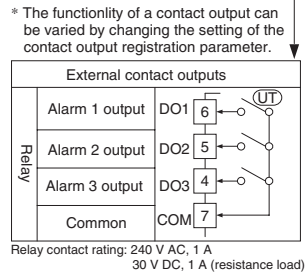 * The functionlity of a contact output can
be varied by changing the setting of the
contact output registration parameter.
External contact outputs
UT
Relay
Alarm 1 output DO1 6
Alarm 2 output DO2 5
Alarm 3 output DO3 4
Common COM 7
Relay contact rating: 240 V AC, 1 A
30 V DC, 1 A (resistance load)